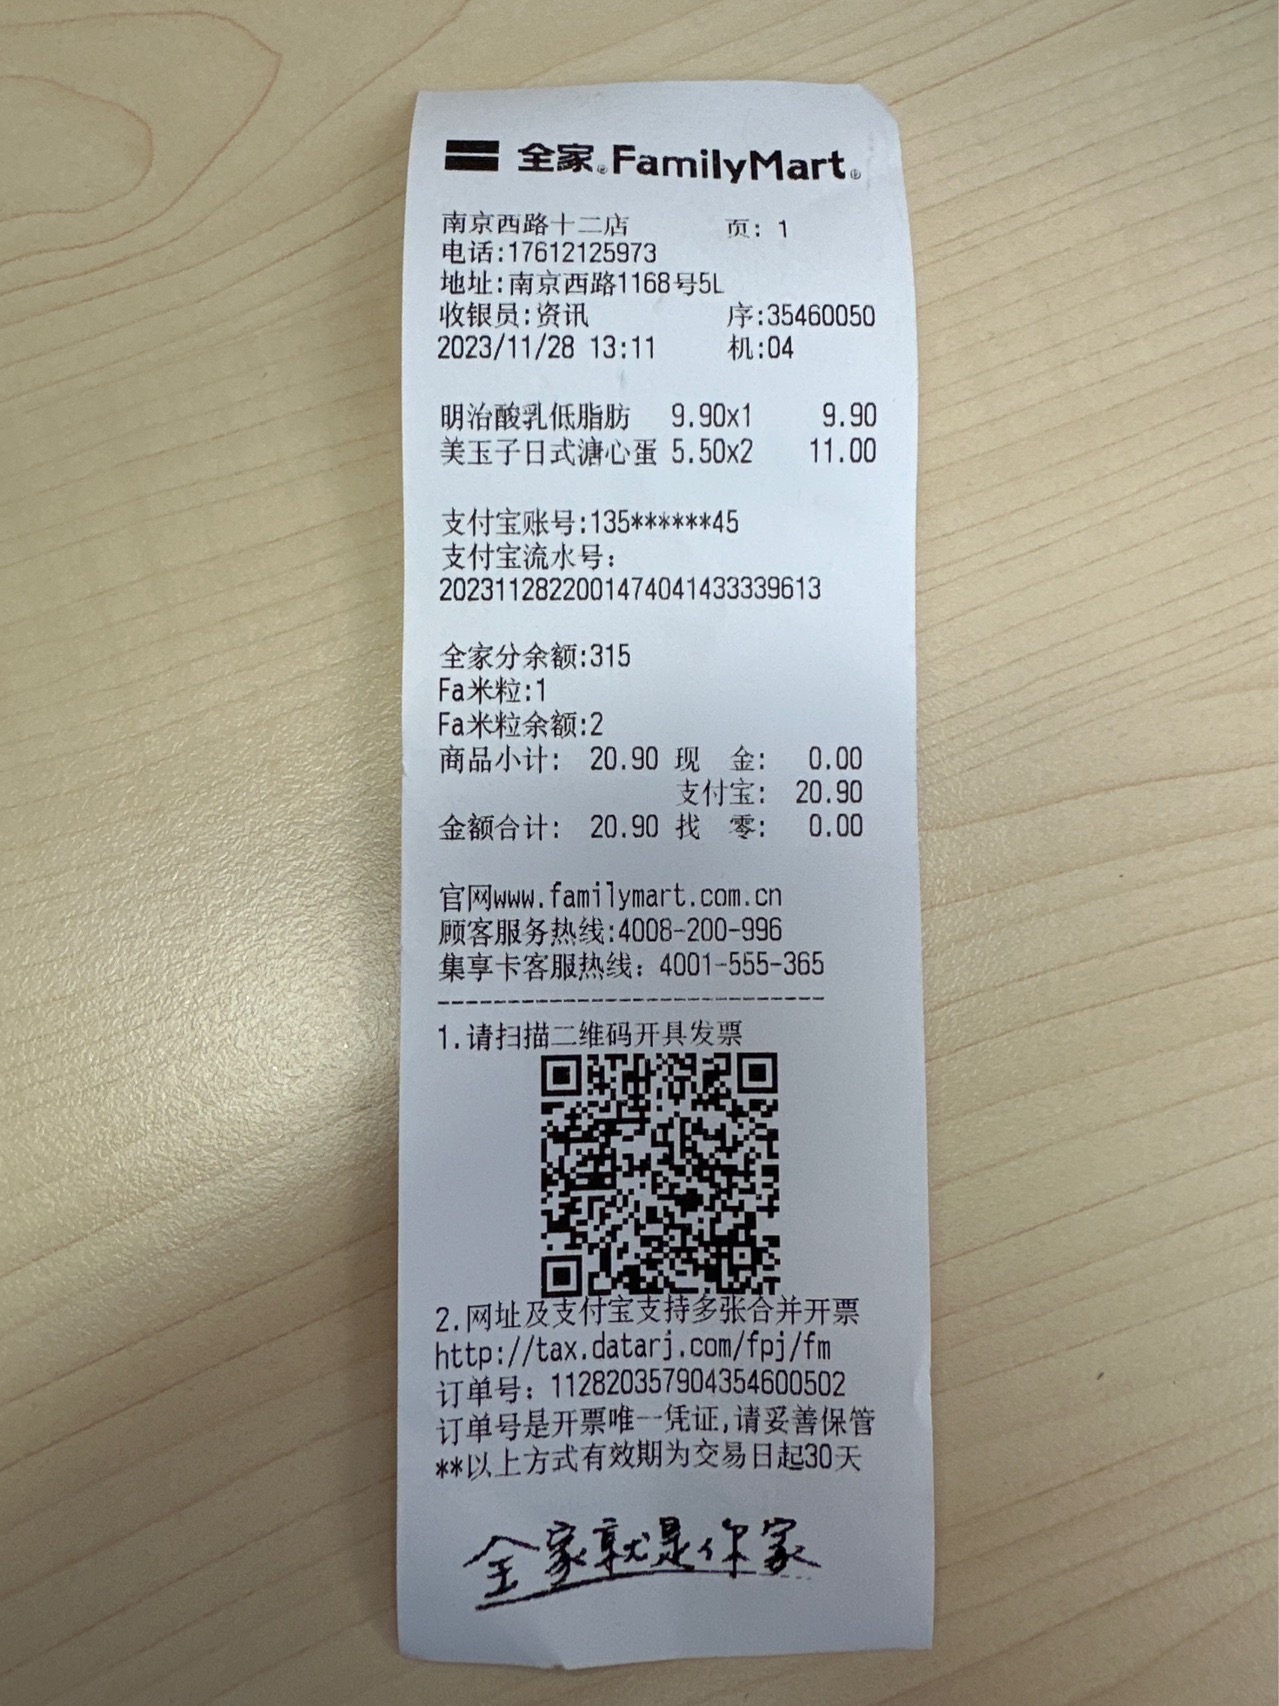 全家®FamilyMart®
南京西路十二店 页: 1
电话:17612125973
地址:南京西路1168号5L
收银员:资讯 序:35460050
2023/11/28 13:11 机:04
明治酸乳低脂肪 9.90x1 9.90
美玉子日式溏心蛋 5.50x2 11.00
支付宝账号:135******45
支付宝流水号:
2023112822001474041433339613
全家分余额:315
Fa米粒:1
Fa米粒余额:2
商品小计: 20.90 现 金: 0.00
支付宝: 20.90
金额合计: 20.90 找 零: 0.00
官网www.familymart.com.cn
顾客服务热线:4008-200-996
集享卡客服热线: 4001-555-365
------------------------------
1.请扫描二维码开具发票
2.网址及支付宝支持多张合并开票
http://tax.datarj.com/fpj/fm
订单号: 112820357904354600502
订单号是开票唯一凭证,请妥善保管
**以上方式有效期为交易日起30天
全家就是你家